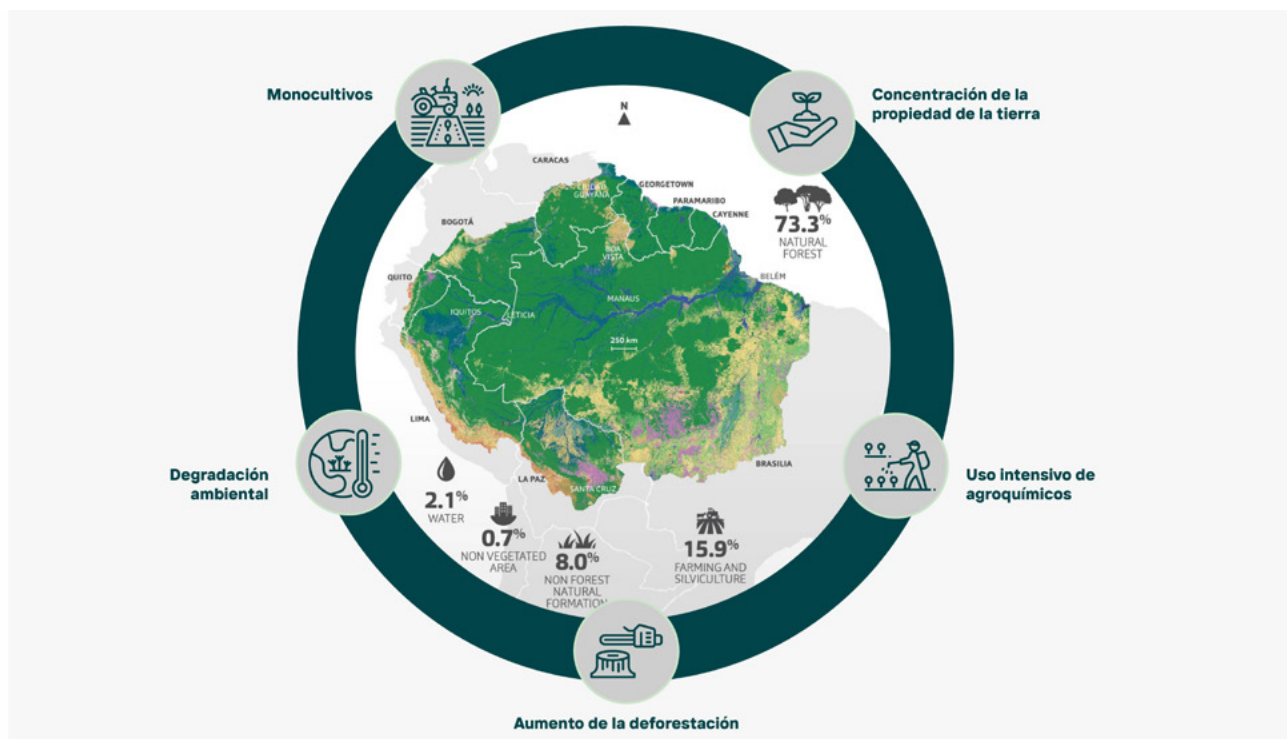 Monocultivos
Concentración de la
propiedad de la tierra
N
CARACAS
CIUDAD
GUAYANA
GEORGETOWN
PARAMARIBO
CAYENNE
73.3%
NATURAL
FOREST
BOGOTÁ
BOA
VISTA
QUITO
BELÉM
MANAUS
IQUITOS
LETICIA
250 km
LIMA
BRASILIA
LA PAZ
SANTA CRUZ
Degradación
ambiental
Uso intensivo de
agroquímicos
2.1%
WATER
0.7%
NON VEGETATED
AREA
8.0%
NON FOREST
NATURAL
FORMATION
15.9%
FARMING AND
SILVICULTURE
Aumento de la deforestación